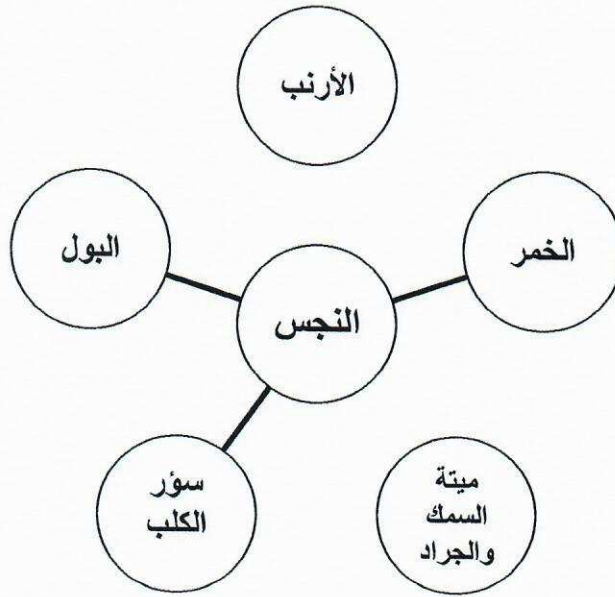 الأرنب
البول
الخمر
النجس
سؤر
الكلب
ميتة
السمك
والجراد